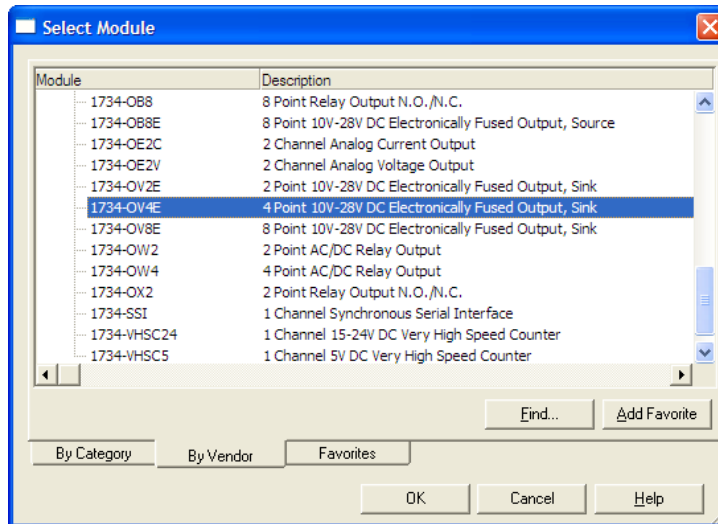 Select Module
Module Description
1734-OB8 8 Point Relay Output N.O./N.C.
1734-OB8E 8 Point 10V-28V DC Electronically Fused Output, Source
1734-OE2C 2 Channel Analog Current Output
1734-OE2V 2 Channel Analog Voltage Output
1734-OV2E 2 Point 10V-28V DC Electronically Fused Output, Sink
1734-OV4E 4 Point 10V-28V DC Electronically Fused Output, Sink
1734-OV8E 8 Point 10V-28V DC Electronically Fused Output, Sink
1734-OW2 2 Point AC/DC Relay Output
1734-OW4 4 Point AC/DC Relay Output
1734-OX2 2 Point Relay Output N.O./N.C.
1734-SSI 1 Channel Synchronous Serial Interface
1734-VHSC24 1 Channel 15-24V DC Very High Speed Counter
1734-VHSC5 1 Channel 5V DC Very High Speed Counter
Find... Add Favorite
By Category By Vendor Favorites
OK Cancel Help